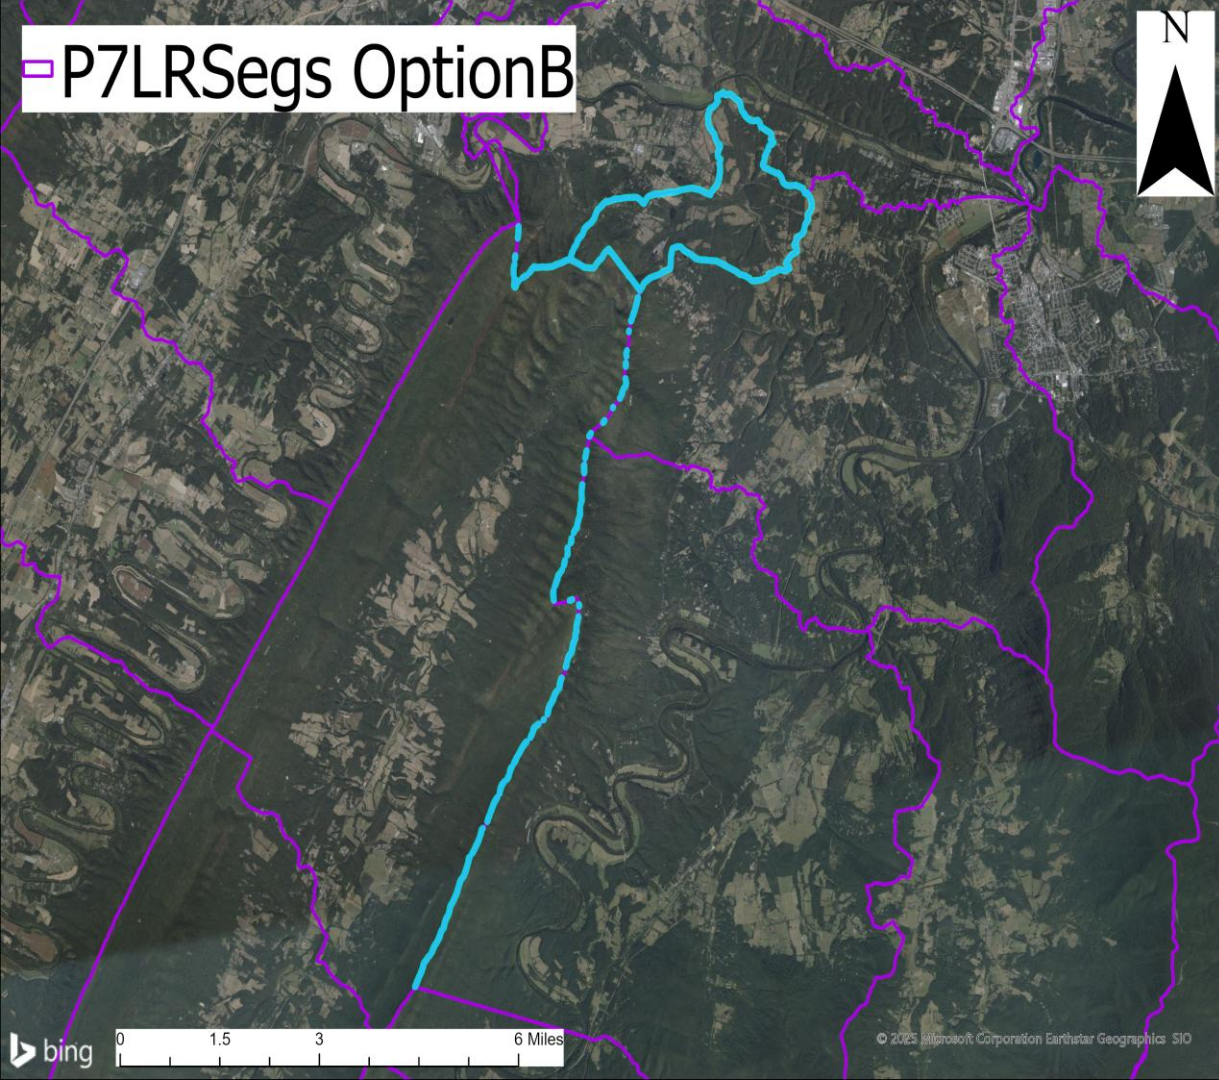 P7LRSegs OptionB
N
0 1.5 3 6 Miles
bing
© 2025 Microsoft Corporation Earthstar Geographics SIO